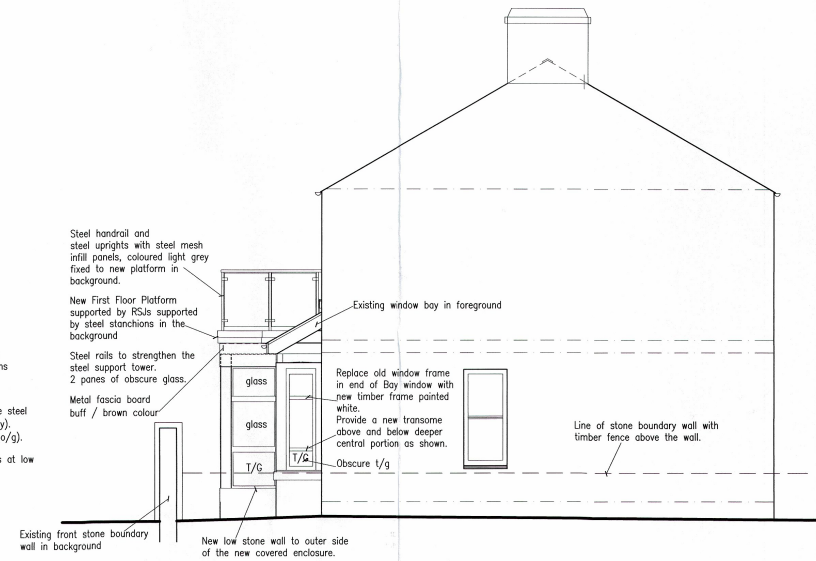 Steel handrail and
steel uprights with steel mesh
infill panels, coloured light grey
fixed to new platform in
background.
New First Floor Platform
supported by RSJs supported
by steel stanchions in the
background
Steel rails to strengthen the
steel support tower.
2 panes of obscure glass.
Metal fascia board
buff / brown colour
ns
e steel
y).
o/g).
s at low
Existing window bay in foreground
glass
glass
T/G
T/G
Replace old window frame
in end of Bay window with
new timber frame painted
white.
Provide a new transome
above and below deeper
central portion as shown.
Obscure t/g
Line of stone boundary wall with
timber fence above the wall.
Existing front stone boundary
wall in background
New low stone wall to outer side
of the new covered enclosure.